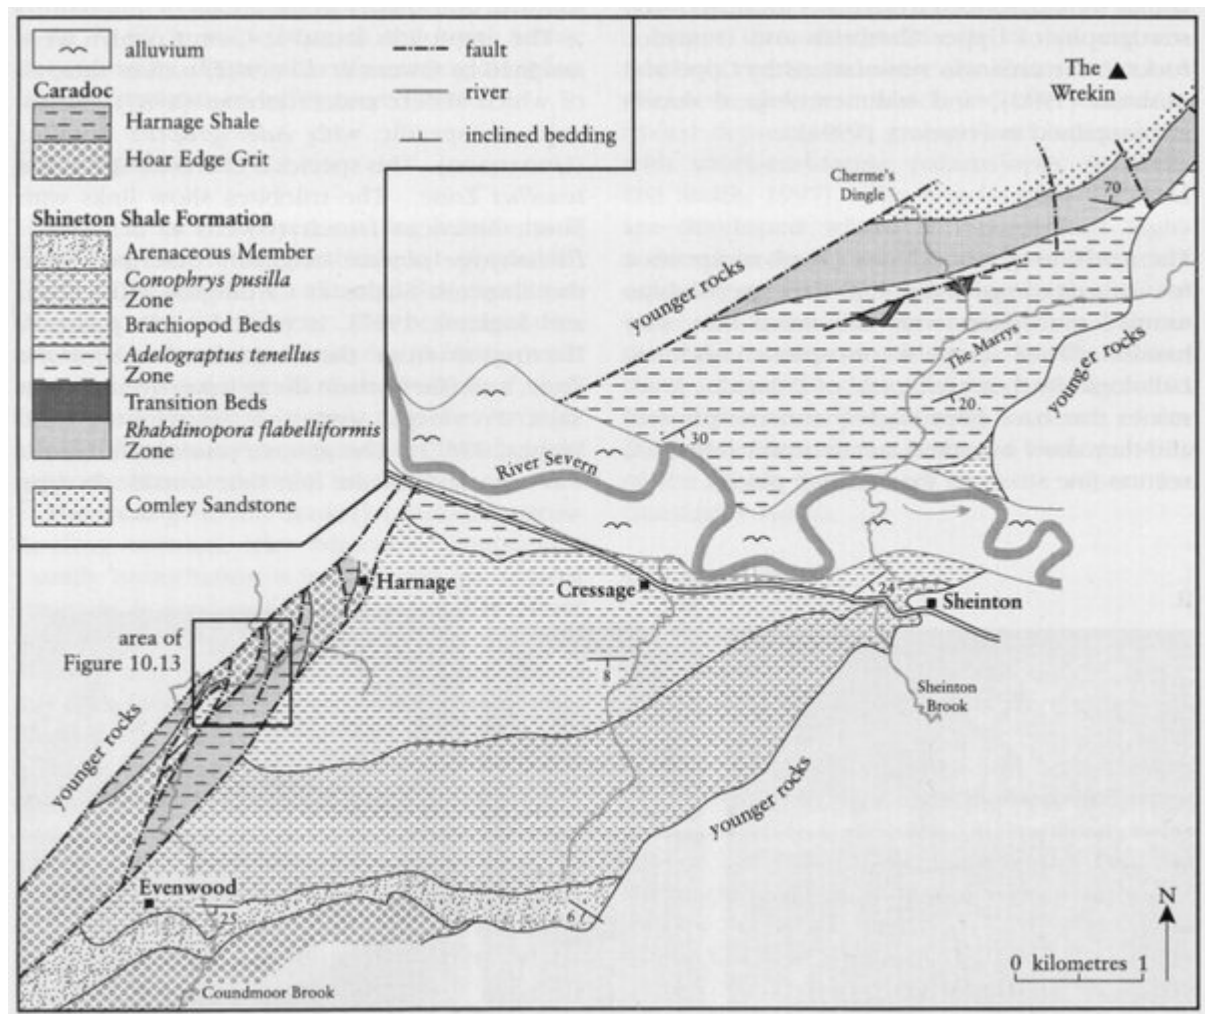 alluvium
fault
Caradoc
river
Harnage Shale
inclined bedding
Hoar Edge Grit
Shineton Shale Formation
Arenaceous Member
Conophrys pusilla
Zone
Brachiopod Beds
Adelograptus tenellus
Zone
Transition Beds
Rhabdinopora flabelliformis
Zone
Comley Sandstone
The
Wrekin
Cherme's
Dingle
70
younger rocks
The Marrys
younger rocks
20
30
River Severn
Harnage
Cressage
24
Sheinton
area of
Figure 10.13
8
Sheinton
Brook
younger rocks
younger rocks
Evenwood
25
6
Coundmoor Brook
N
0 kilometres 1